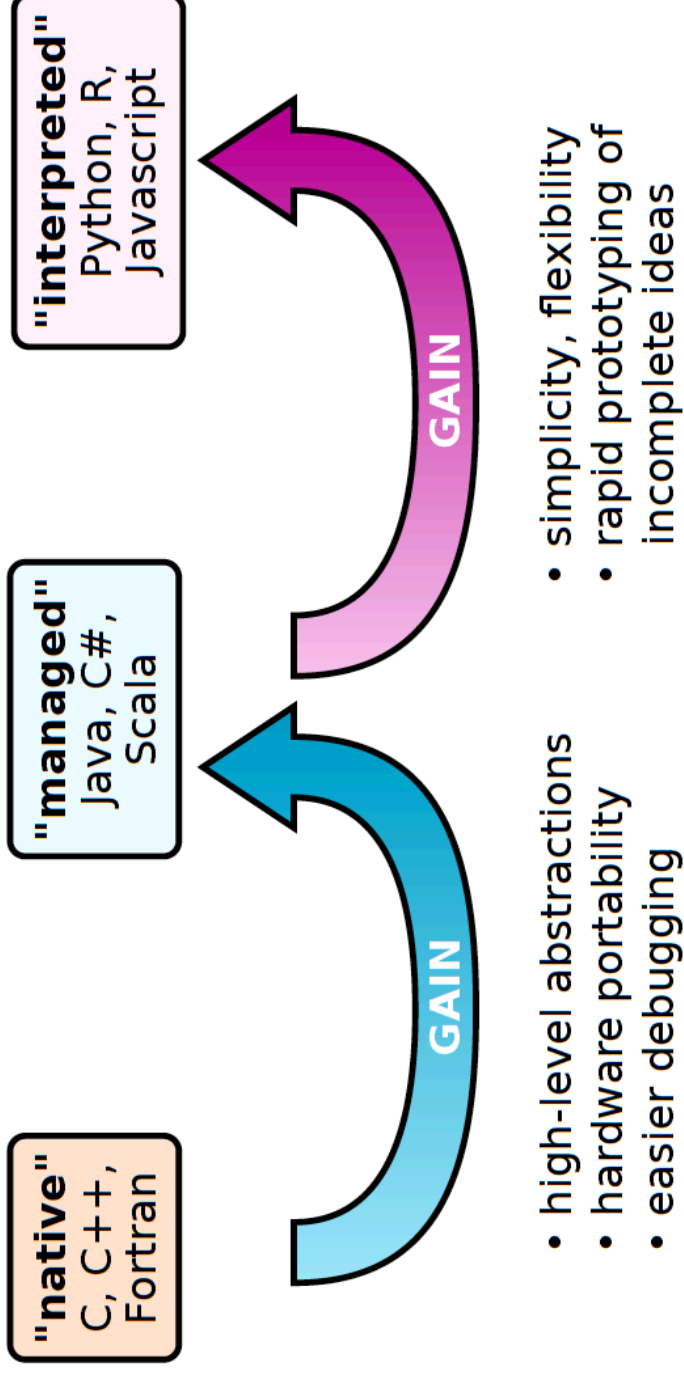 "native"
C, C++,
Fortran
"managed"
Java, C#,
Scala
"interpreted"
Python, R,
Javascript
GAIN
GAIN
• high-level abstractions
• hardware portability
• easier debugging
• simplicity, flexibility
• rapid prototyping of
incomplete ideas